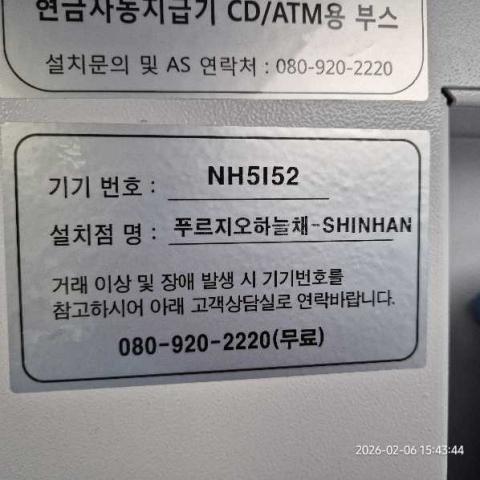 현금자동지급기 CD/ATM용 부스
설치문의 및 AS 연락처 : 080-920-2220
기기 번호 : NH5I52
설치점 명 : 푸르지오하늘채-SHINHAN
거래 이상 및 장애 발생 시 기기번호를
참고하시어 아래 고객상담실로 연락바랍니다.
080-920-2220(무료)
2026-02-06 15:43:44